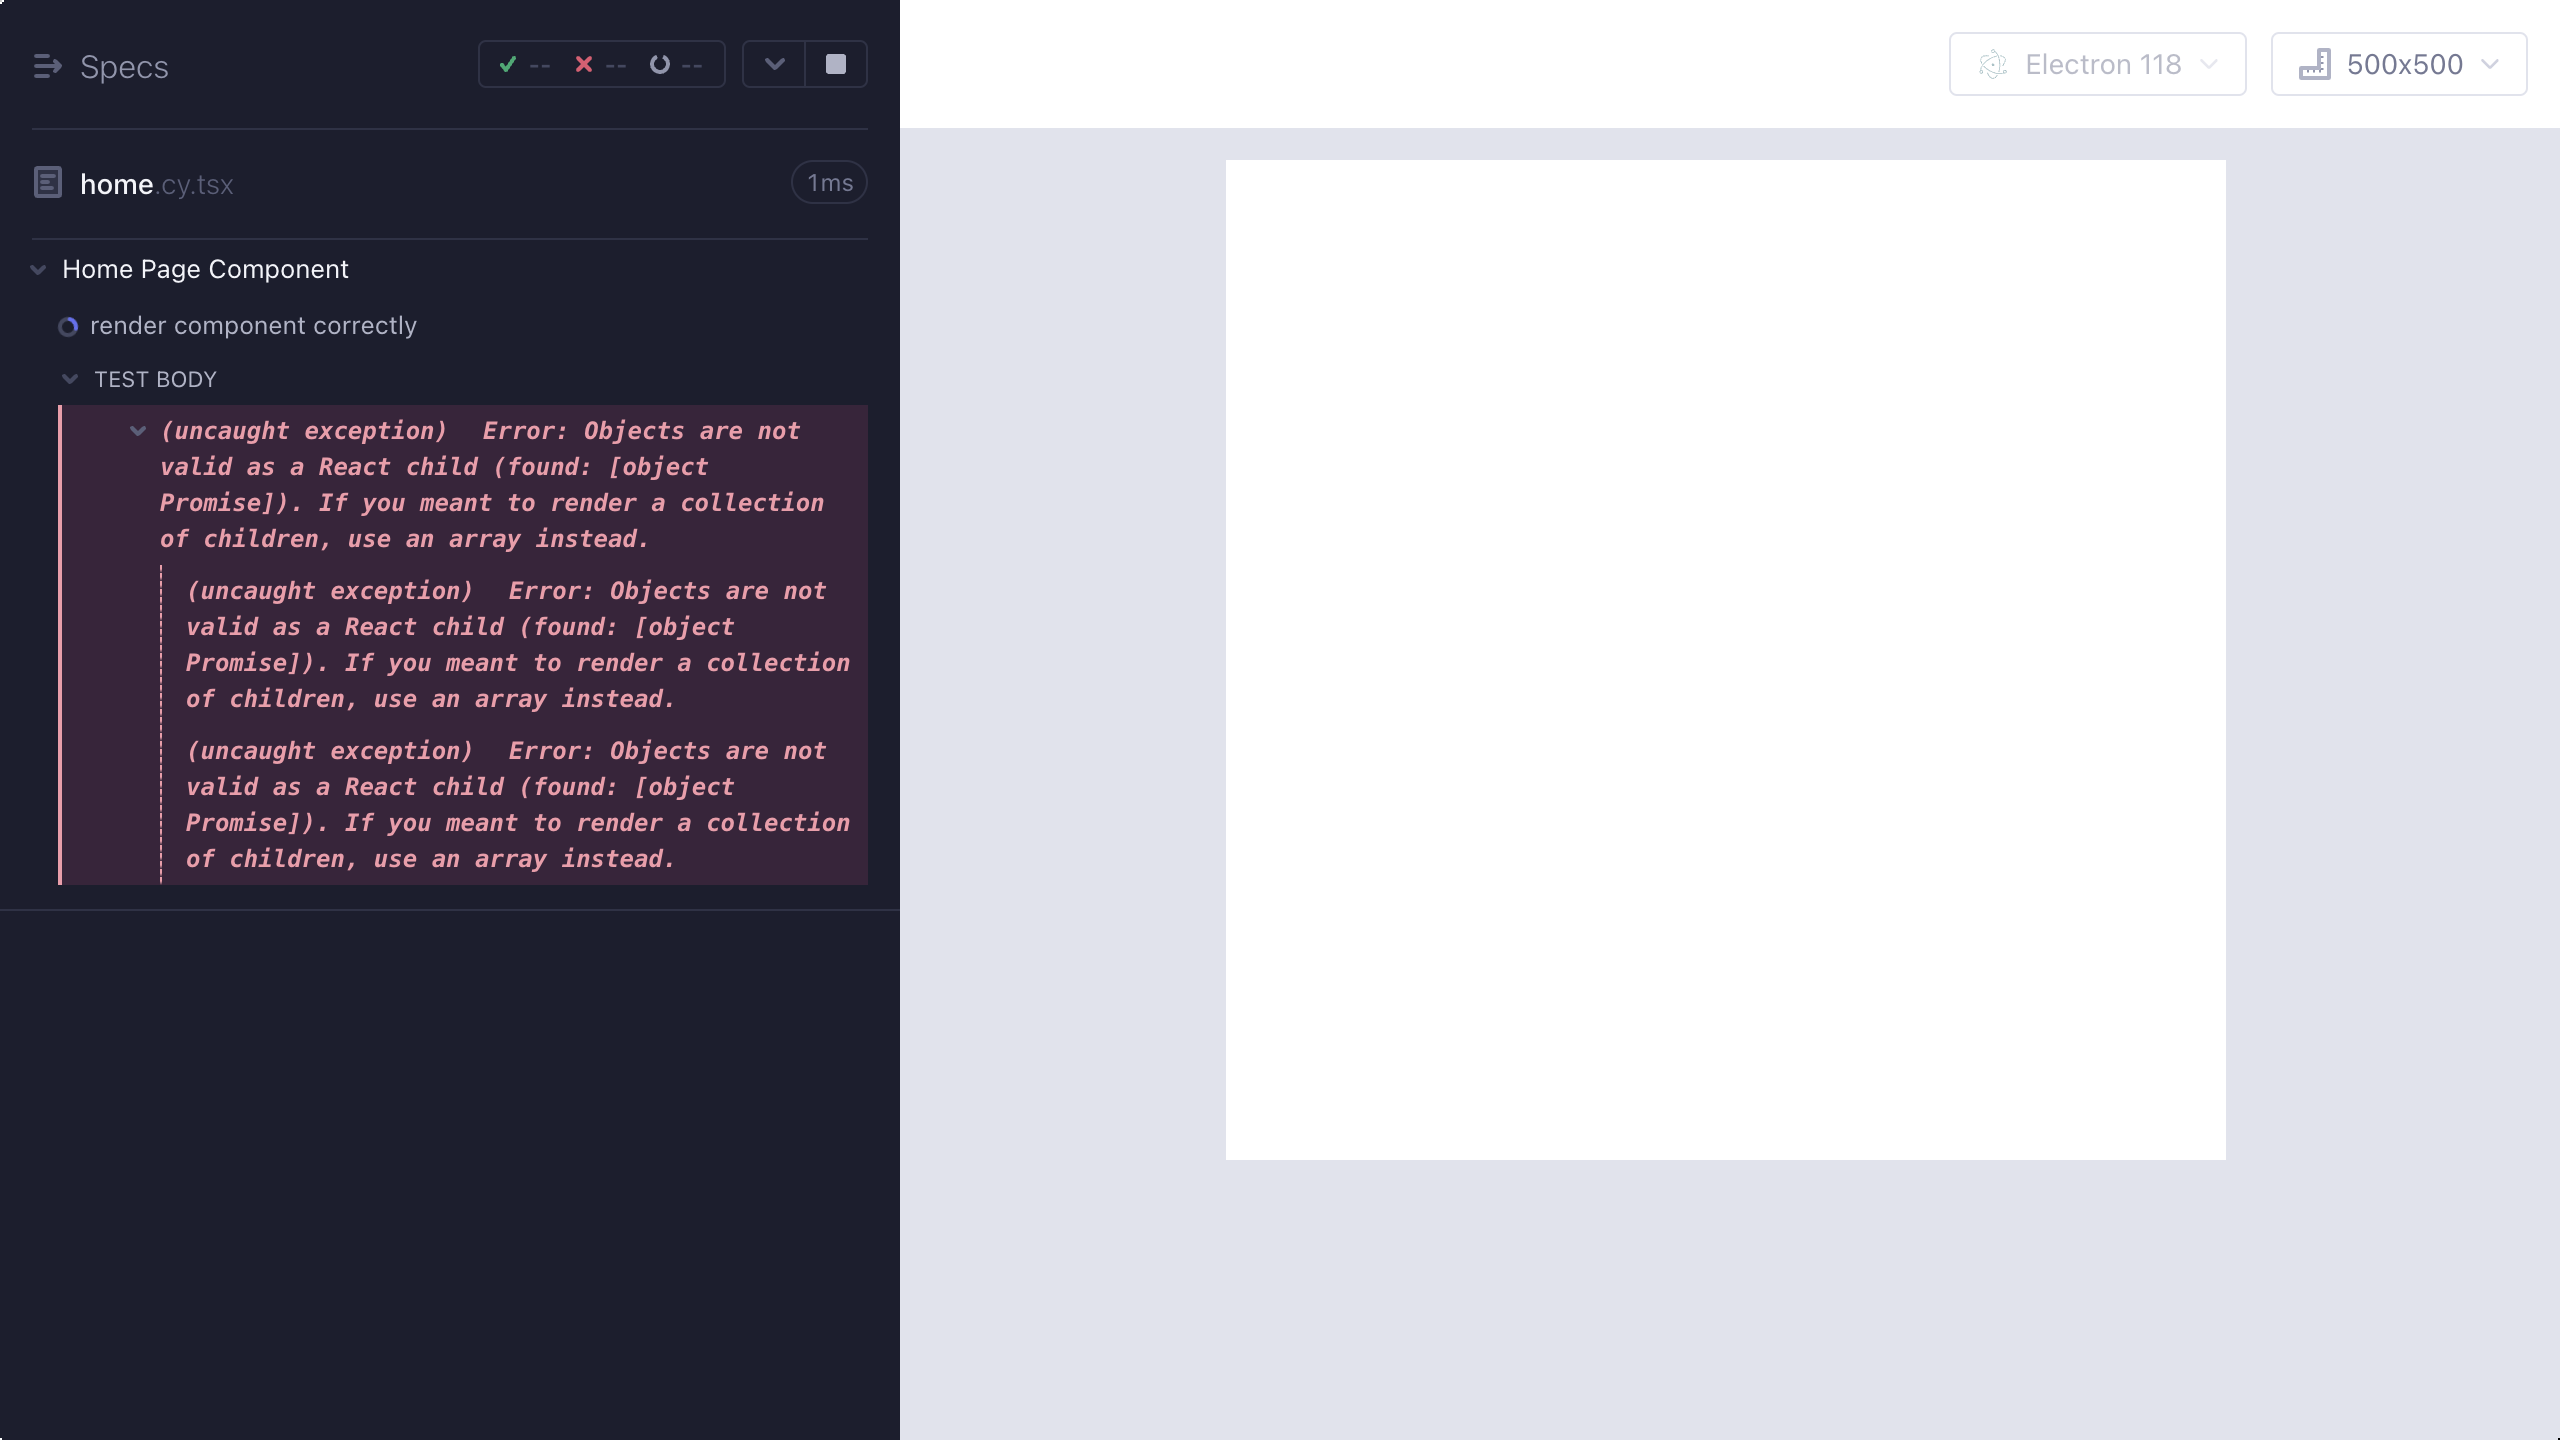 Specs -- -- --
Electron 118 500x500
home.cy.tsx 1ms
Home Page Component
render component correctly
TEST BODY
(uncaught exception) Error: Objects are not
valid as a React child (found: [object
Promise]). If you meant to render a collection
of children, use an array instead.
(uncaught exception) Error: Objects are not
valid as a React child (found: [object
Promise]). If you meant to render a collection
of children, use an array instead.
(uncaught exception) Error: Objects are not
valid as a React child (found: [object
Promise]). If you meant to render a collection
of children, use an array instead.